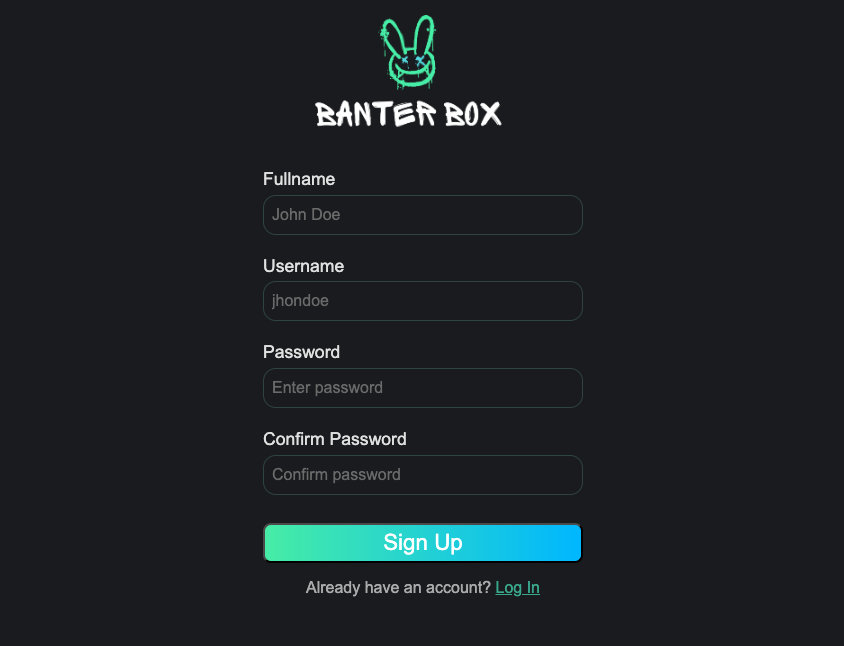 BANTER BOX
Fullname
John Doe
Username
jhondoe
Password
Enter password
Confirm Password
Confirm password
Sign Up
Already have an account? Log In